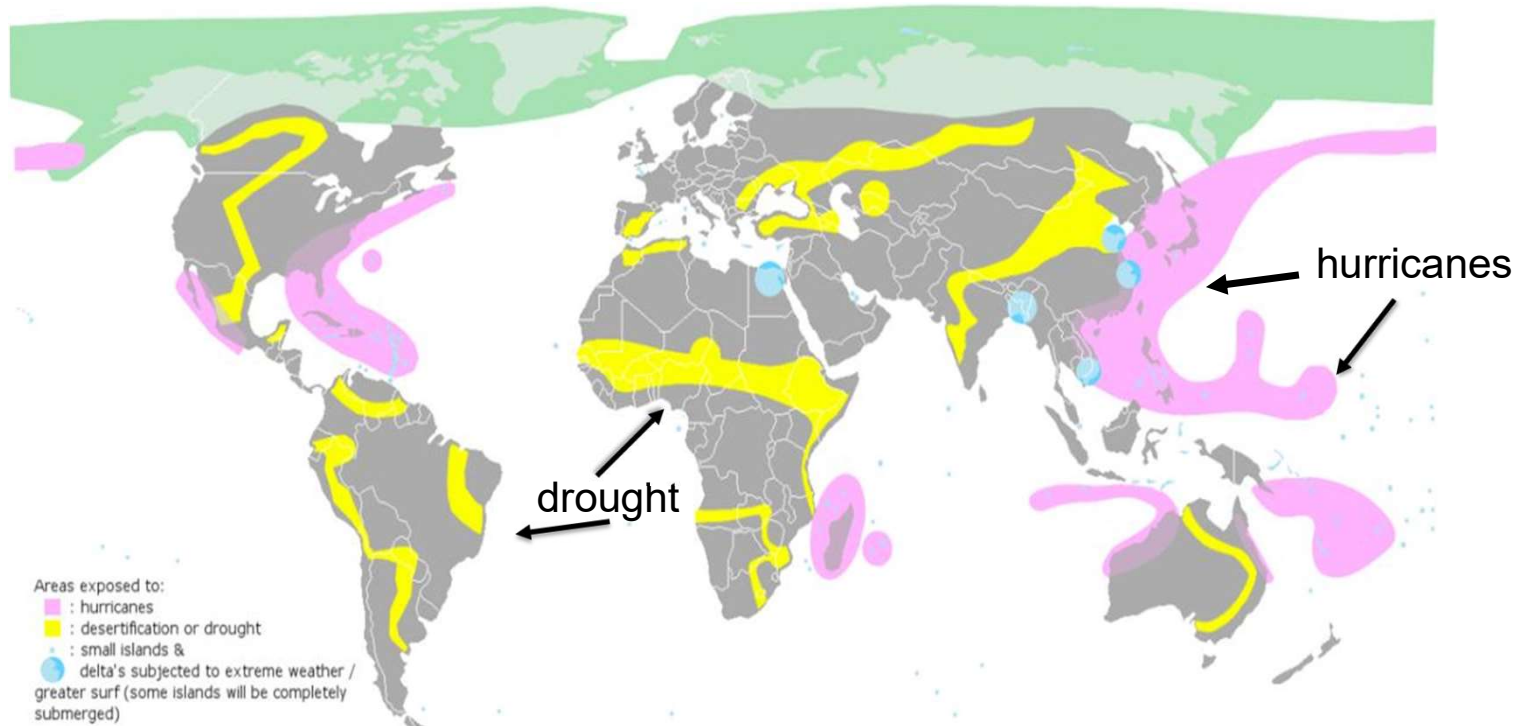 hurricanes
drought
Areas exposed to:
: hurricanes
: desertification or drought
: small islands &
delta's subjected to extreme weather /
greater surf (some islands will be completely
submerged)